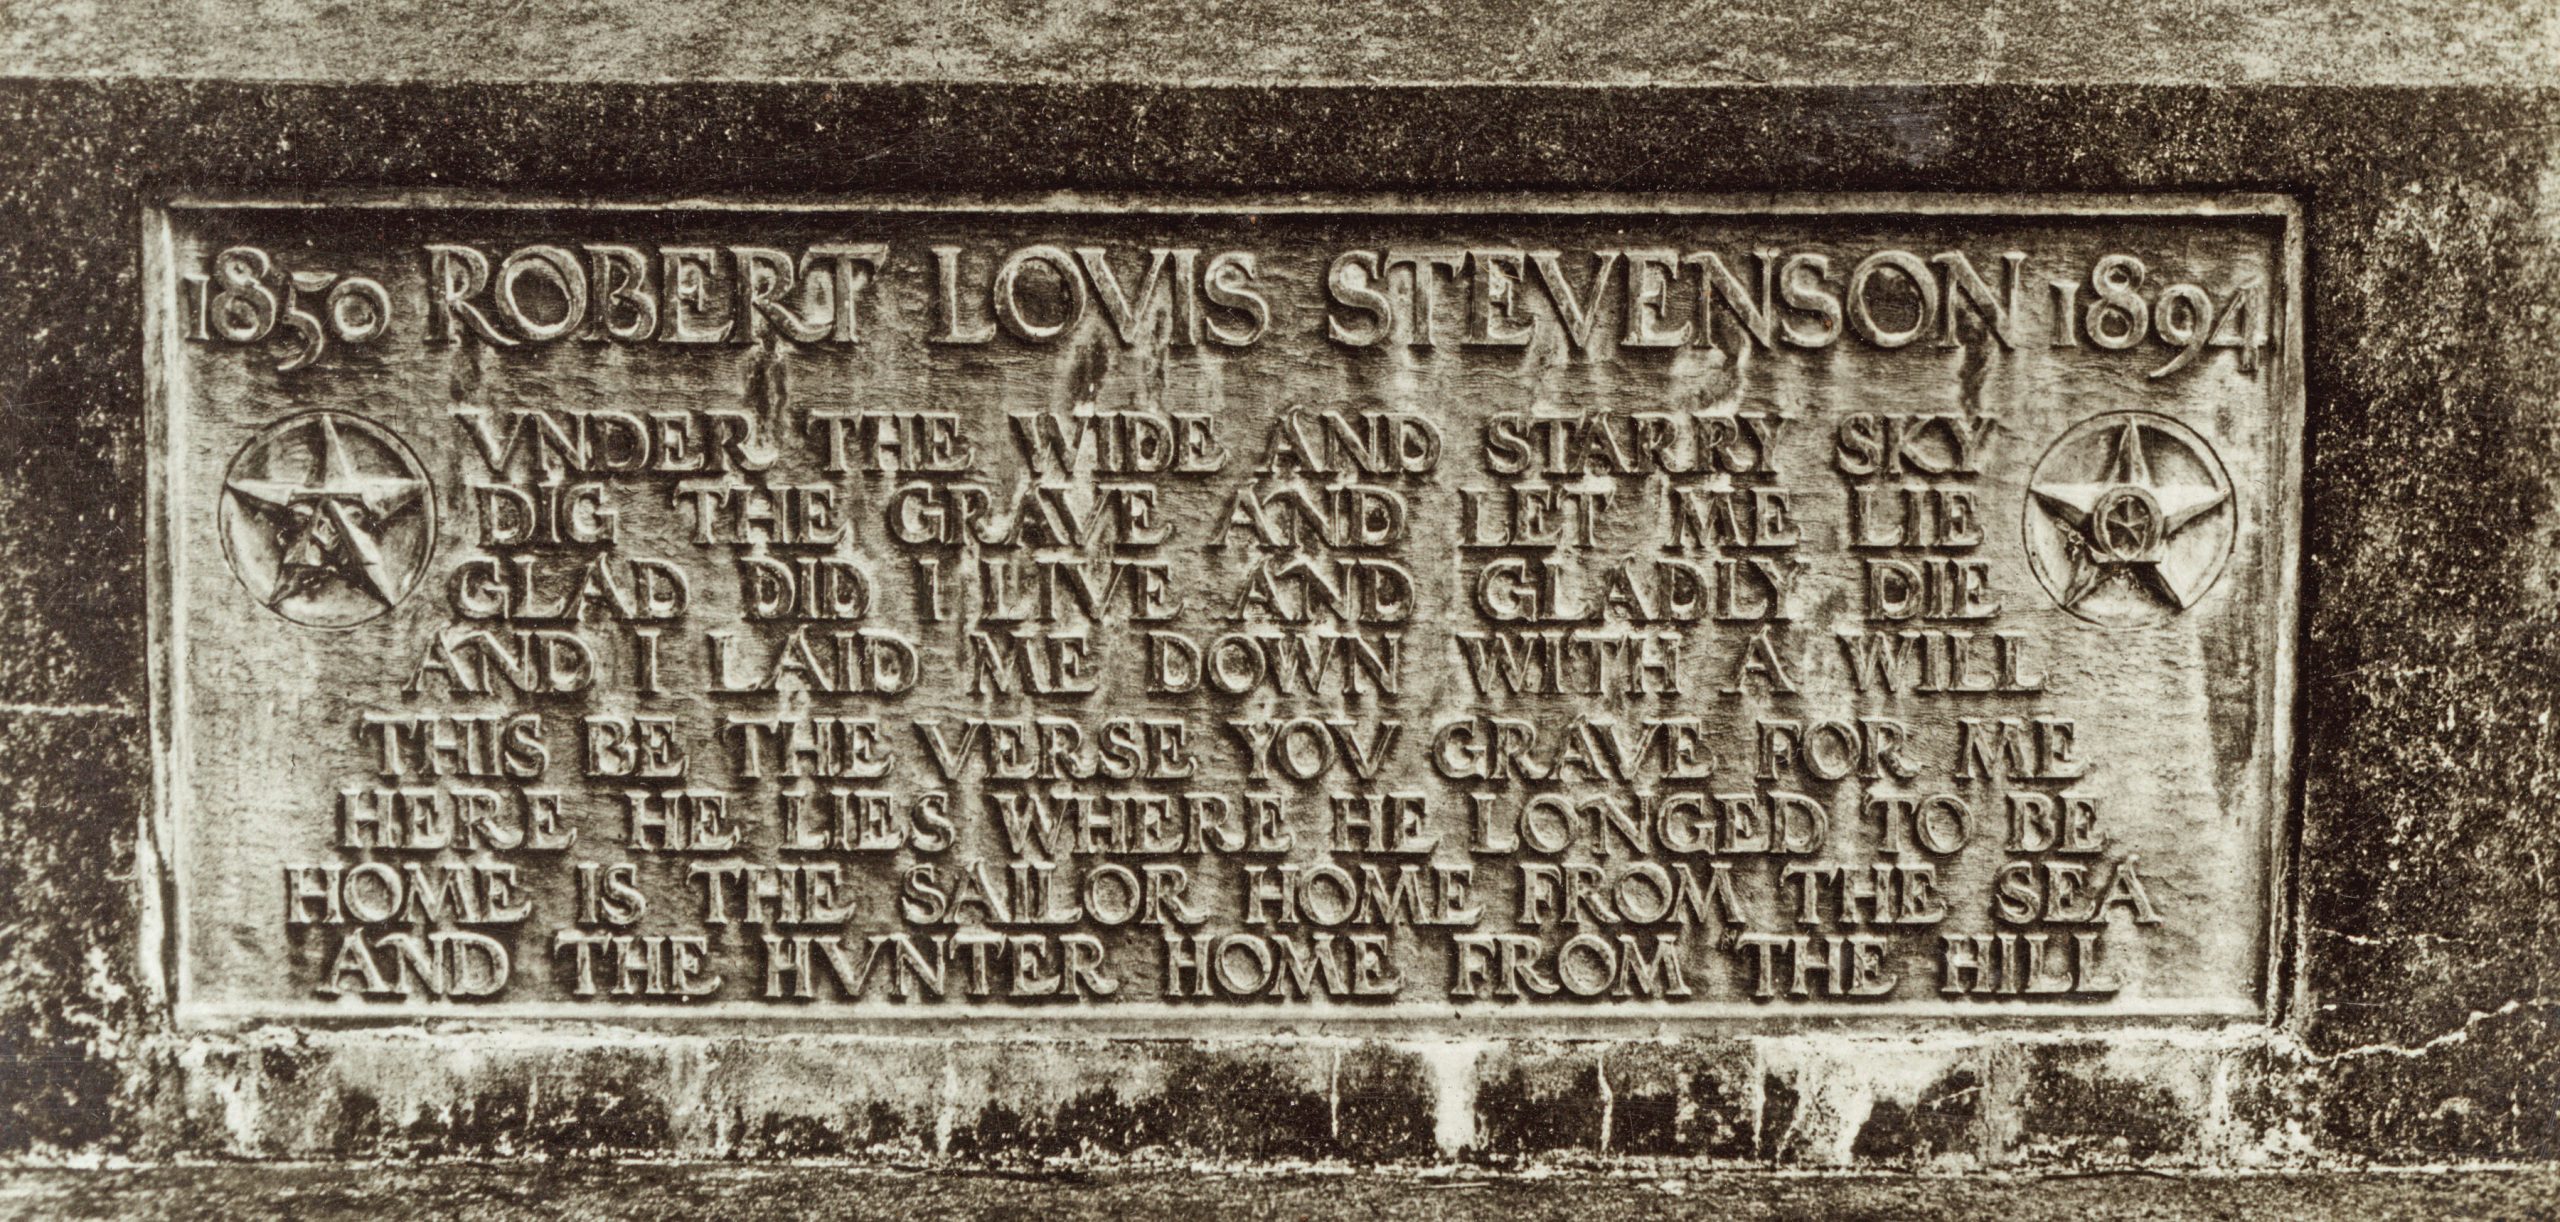 1850 ROBERT LOVIS STEVENSON 1894
VNDER THE WIDE AND STARRY SKY
DIG THE GRAVE AND LET ME LIE
GLAD DID I LIVE AND GLADLY DIE
AND I LAID ME DOWN WITH A WILL
THIS BE THE VERSE YOV GRAVE FOR ME
HERE HE LIES WHERE HE LONGED TO BE
HOME IS THE SAILOR HOME FROM THE SEA
AND THE HVNTER HOME FROM THE HILL